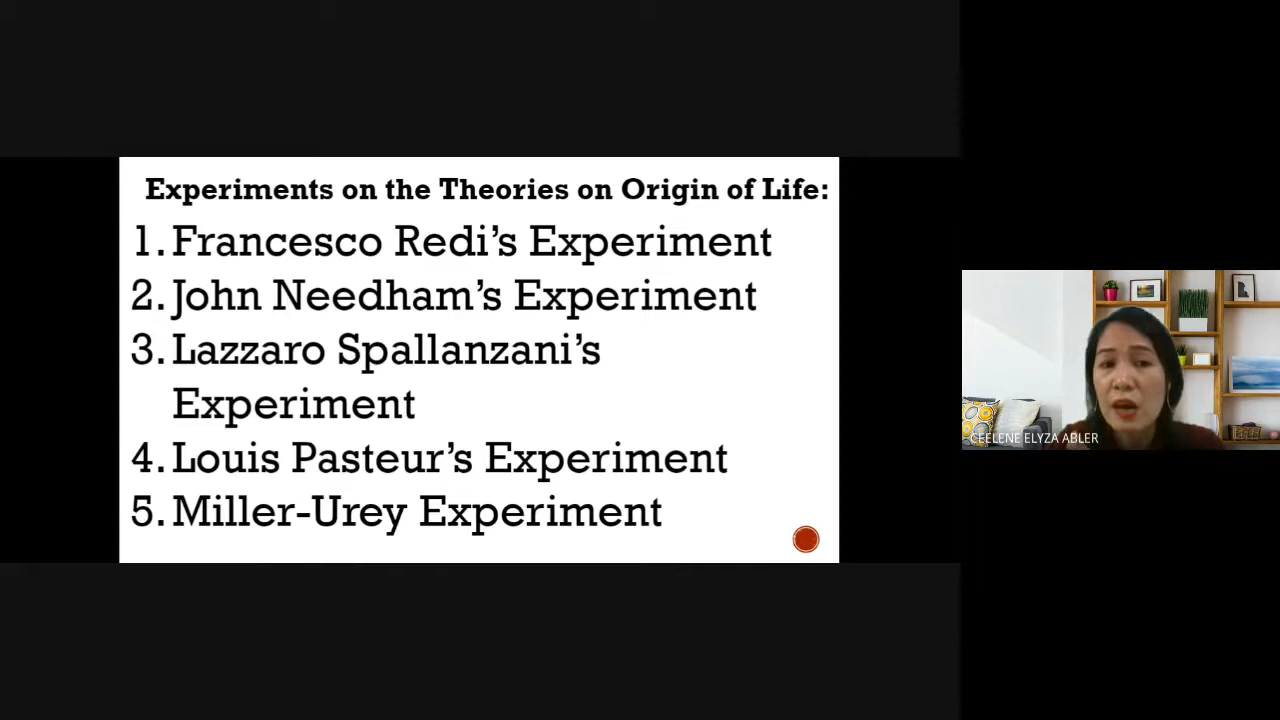 Experiments on the Theories on Origin of Life:
1. Francesco Redi's Experiment
2. John Needham's Experiment
3. Lazzaro Spallanzani's
Experiment
4. Louis Pasteur's Experiment
5. Miller-Urey Experiment
CEELENE ELYZA ABLER